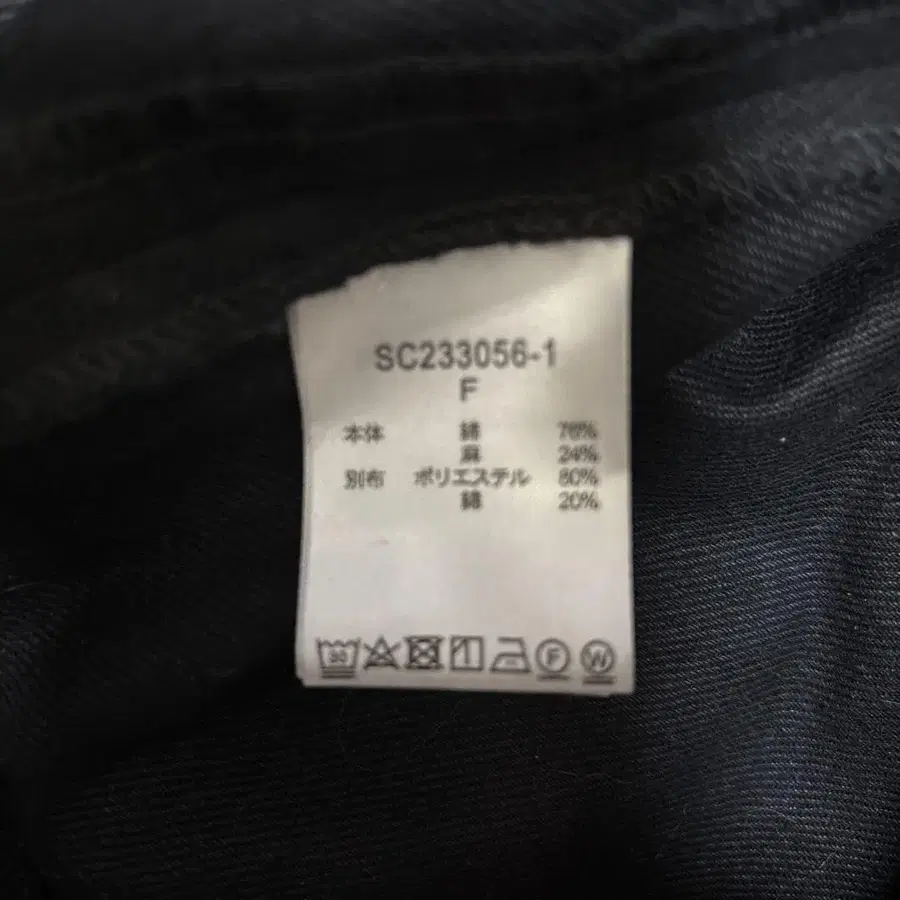 SC233056-1
F
本体 綿 76%
麻 24%
別布 ポリエステル 80%
綿 20%
30
F W